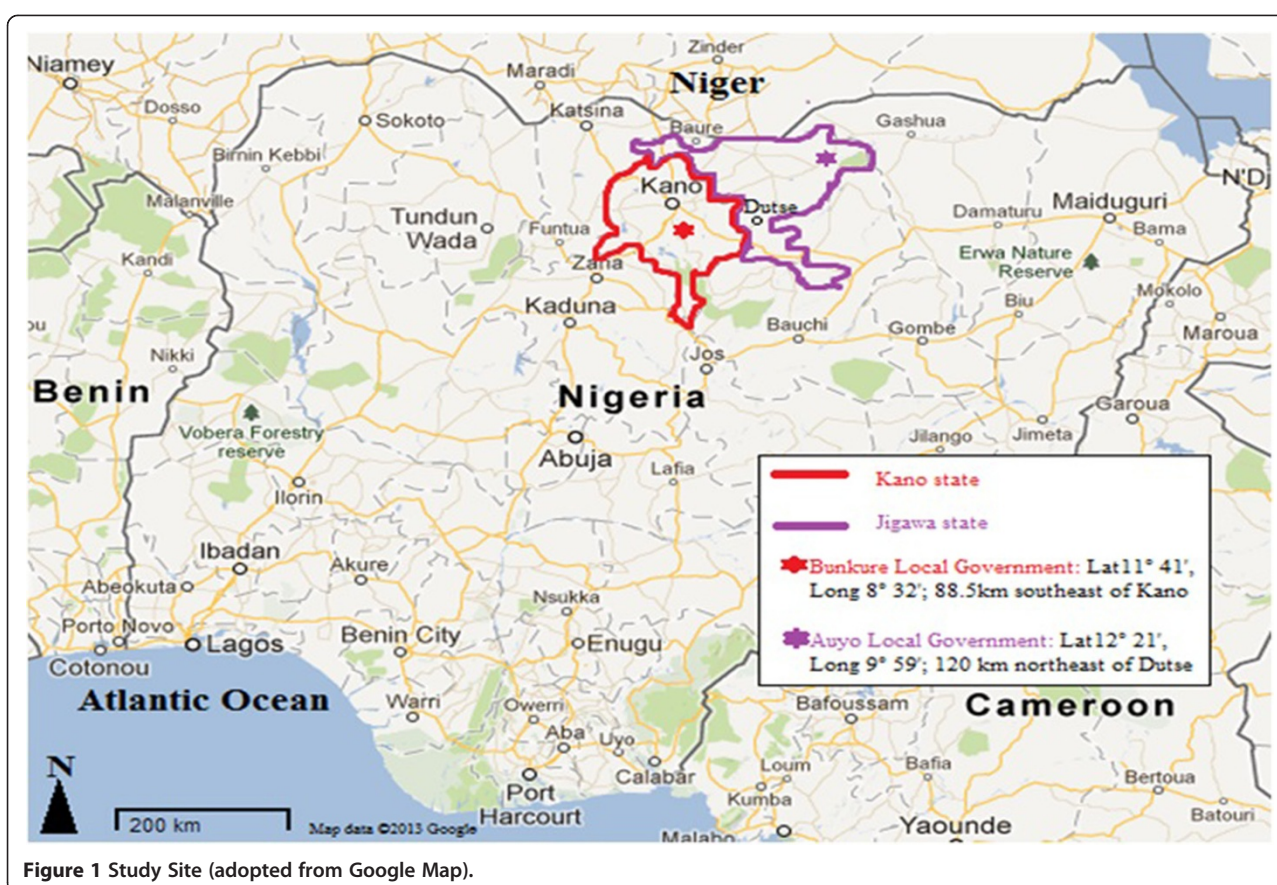 Niamey
Zinder
Maradi
Niger
Dosso
Katsina
Sokoto
Baure
Gashua
Birnin Kebbi
N'Dj
Kano
Malanville
Dutse
Maiduguri
Tundun
Wada
Damaturu
Funtua
Bama
Kandi
Erwa Nature
Reserve
Zaria
Mokolo
Kaduna
Biu
Bauchi
Gombe
Maroua
ou
Nikki
Jos
Benin
Nigeria
Garoua
Vobera Forestry
reserve
Jilango
Jimeta
Abuja
Lafia
Ilorin
Kano state
Jigawa state
Ibadan
Akure
Bunkure Local Government: Lat11° 41',
Long 8° 32'; 88.5km southeast of Kano
Abeokuta
Nsukka
Porto Novo
Benin City
Enugu
Auyo Local Government: Lat12° 21',
Long 9° 59'; 120 km northeast of Dutse
Lagos
Cotonou
Atlantic Ocean
Warri
Owerri
Bafoussam
Cameroon
Aba
Uyo
Calabar
Loum
Bafia
N
Port
Harcourt
Kumba
Bertoua
Batouri
200 km
Map data ©2013 Google
Yaounde
Malabo
Figure 1 Study Site (adopted from Google Map).